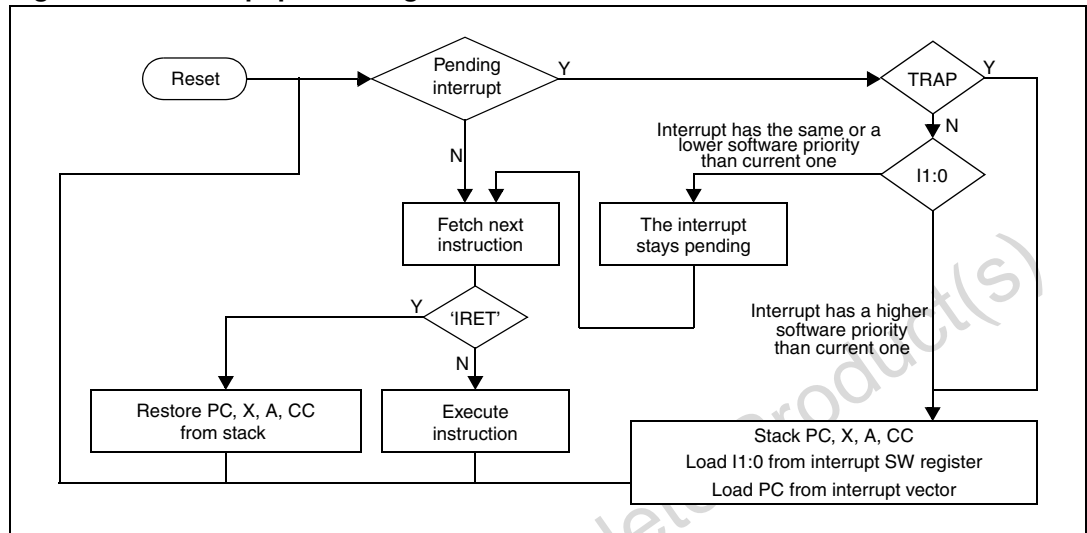 Reset
Pending
interrupt
Y
TRAP
Y
N
Interrupt has the same or a
lower software priority
than current one
I1:0
N
Fetch next
instruction
The interrupt
stays pending
Y
‘IRET’
Interrupt has a higher
software priority
than current one
N
Restore PC, X, A, CC
from stack
Execute
instruction
Stack PC, X, A, CC
Load I1:0 from interrupt SW register
Load PC from interrupt vector